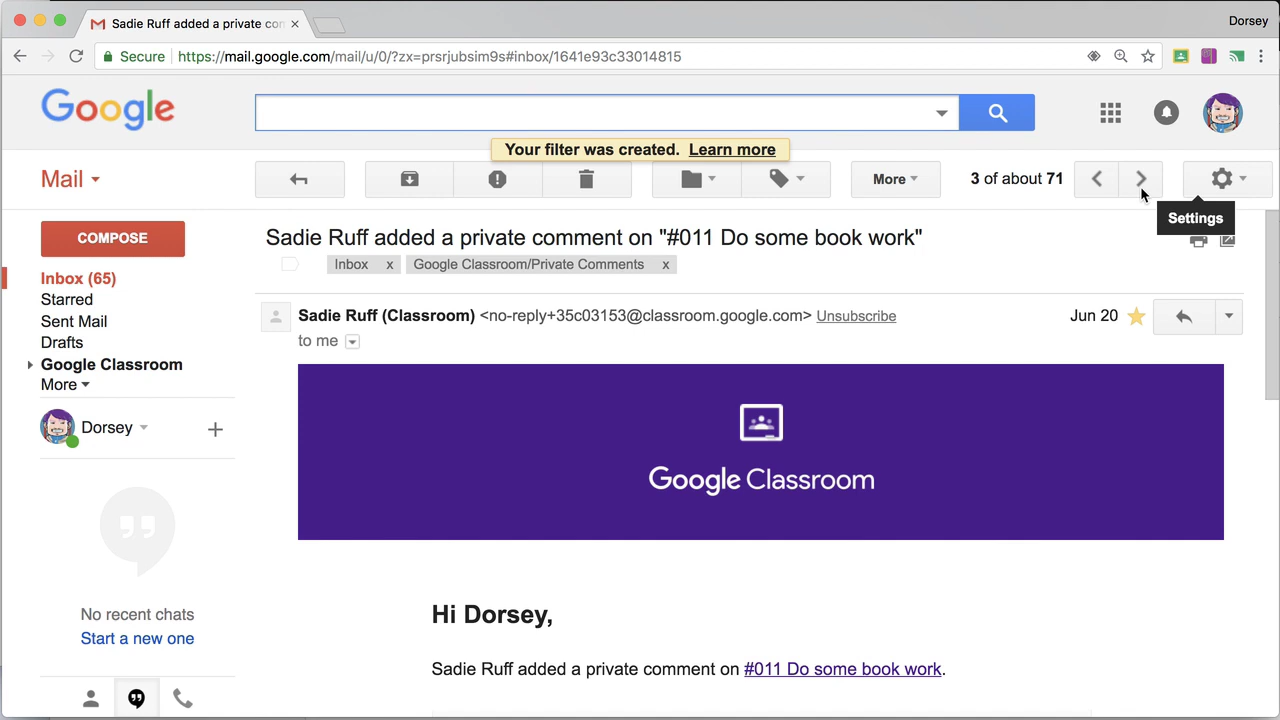 Sadie Ruff added a private con
Dorsey
Secure https://mail.google.com/mail/u/0/?zx=prsrjubsim9s#inbox/1641e93c33014815
Google
Your filter was created. Learn more
Mail
More
3 of about 71
Settings
COMPOSE
Sadie Ruff added a private comment on "#011 Do some book work"
Inbox x Google Classroom/Private Comments x
Inbox (65)
Starred
Sent Mail
Drafts
Google Classroom
More
Sadie Ruff (Classroom) <no-reply+35c03153@classroom.google.com> Unsubscribe
Jun 20
to me
Dorsey
Google Classroom
No recent chats
Start a new one
Hi Dorsey,
Sadie Ruff added a private comment on #011 Do some book work.